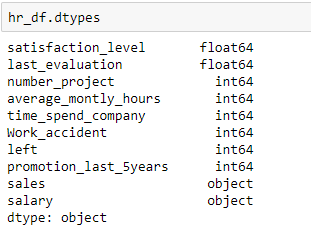 hr_df.dtypes
satisfaction_level float64
last_evaluation float64
number_project int64
average_montly_hours int64
time_spend_company int64
Work_accident int64
left int64
promotion_last_5years int64
sales object
salary object
dtype: object